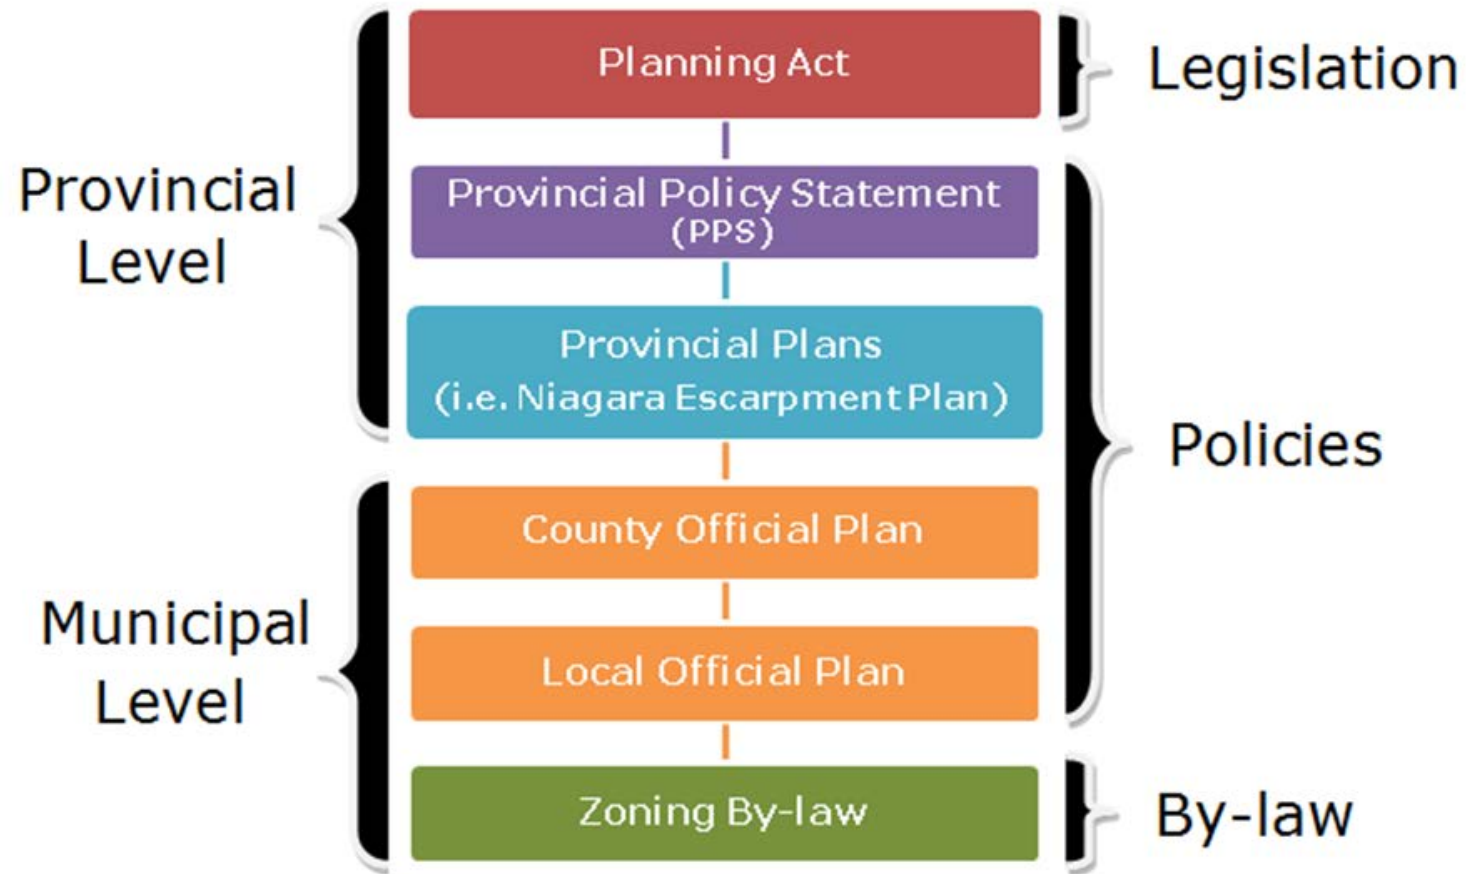 Planning Act
Legislation
Provincial
Level
Provincial Policy Statement
(PPS)
Provincial Plans
(i.e. Niagara Escarpment Plan)
Policies
County Official Plan
Municipal
Level
Local Official Plan
Zoning By-law
By-law